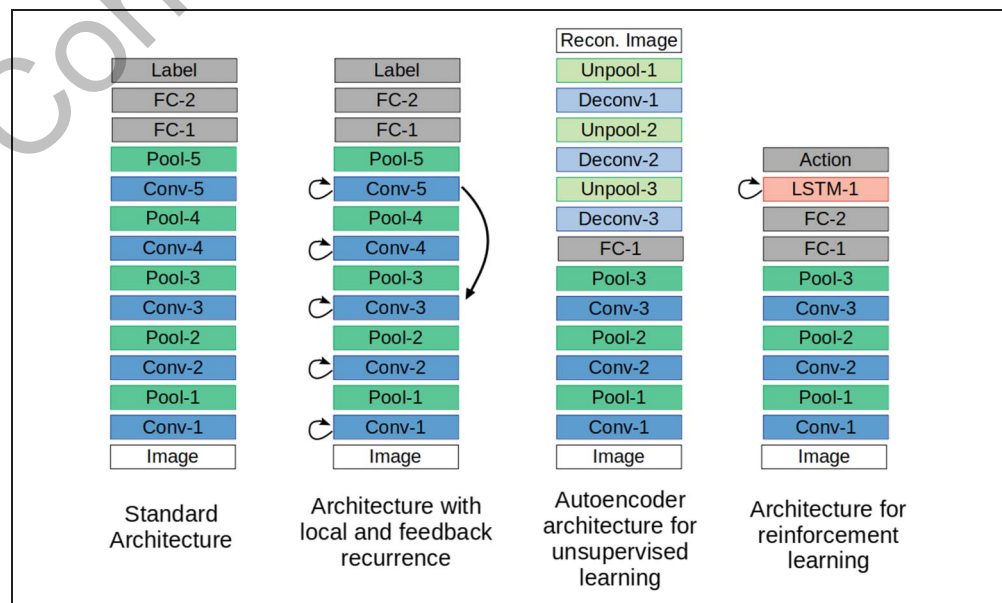 Con
Label
FC-2
FC-1
Pool-5
Conv-5
Pool-4
Conv-4
Pool-3
Conv-3
Pool-2
Conv-2
Pool-1
Conv-1
Image
Standard
Architecture
Label
FC-2
FC-1
Pool-5
Conv-5
Pool-4
Conv-4
Pool-3
Conv-3
Pool-2
Conv-2
Pool-1
Conv-1
Image
Architecture with
local and feedback
recurrence
Recon. Image
Unpool-1
Deconv-1
Unpool-2
Deconv-2
Unpool-3
Deconv-3
FC-1
Pool-3
Conv-3
Pool-2
Conv-2
Pool-1
Conv-1
Image
Autoencoder
architecture for
unsupervised
learning
Action
LSTM-1
FC-2
FC-1
Pool-3
Conv-3
Pool-2
Conv-2
Pool-1
Conv-1
Image
Architecture for
reinforcement
learning